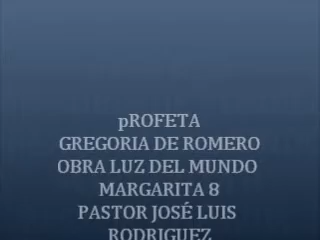 pROFETA
GREGORIA DE ROMERO
OBRA LUZ DEL MUNDO
MARGARITA 8
PASTOR JOSÉ LUIS
RODRIGUEZ